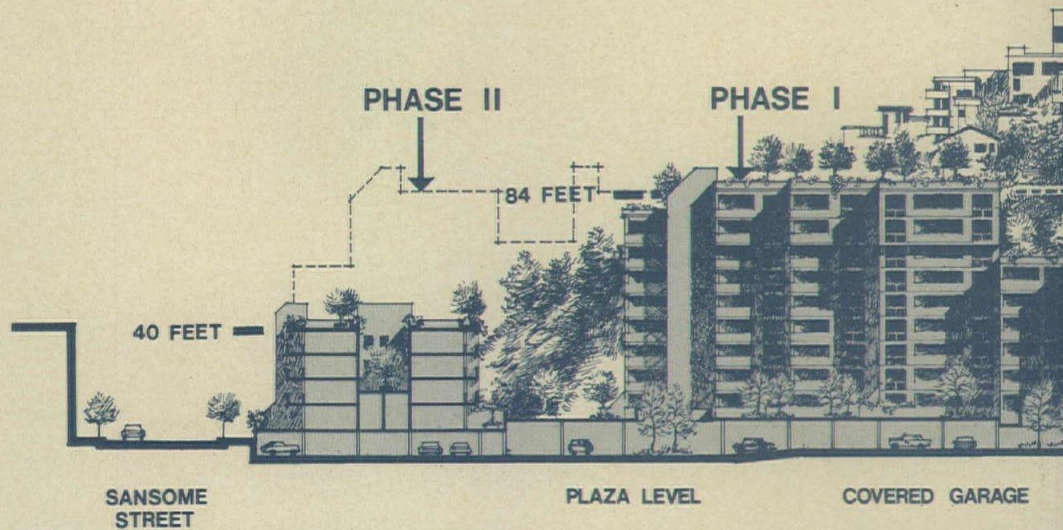 PHASE II
PHASE I
84 FEET
40 FEET
SANSOME
STREET
PLAZA LEVEL
COVERED GARAGE